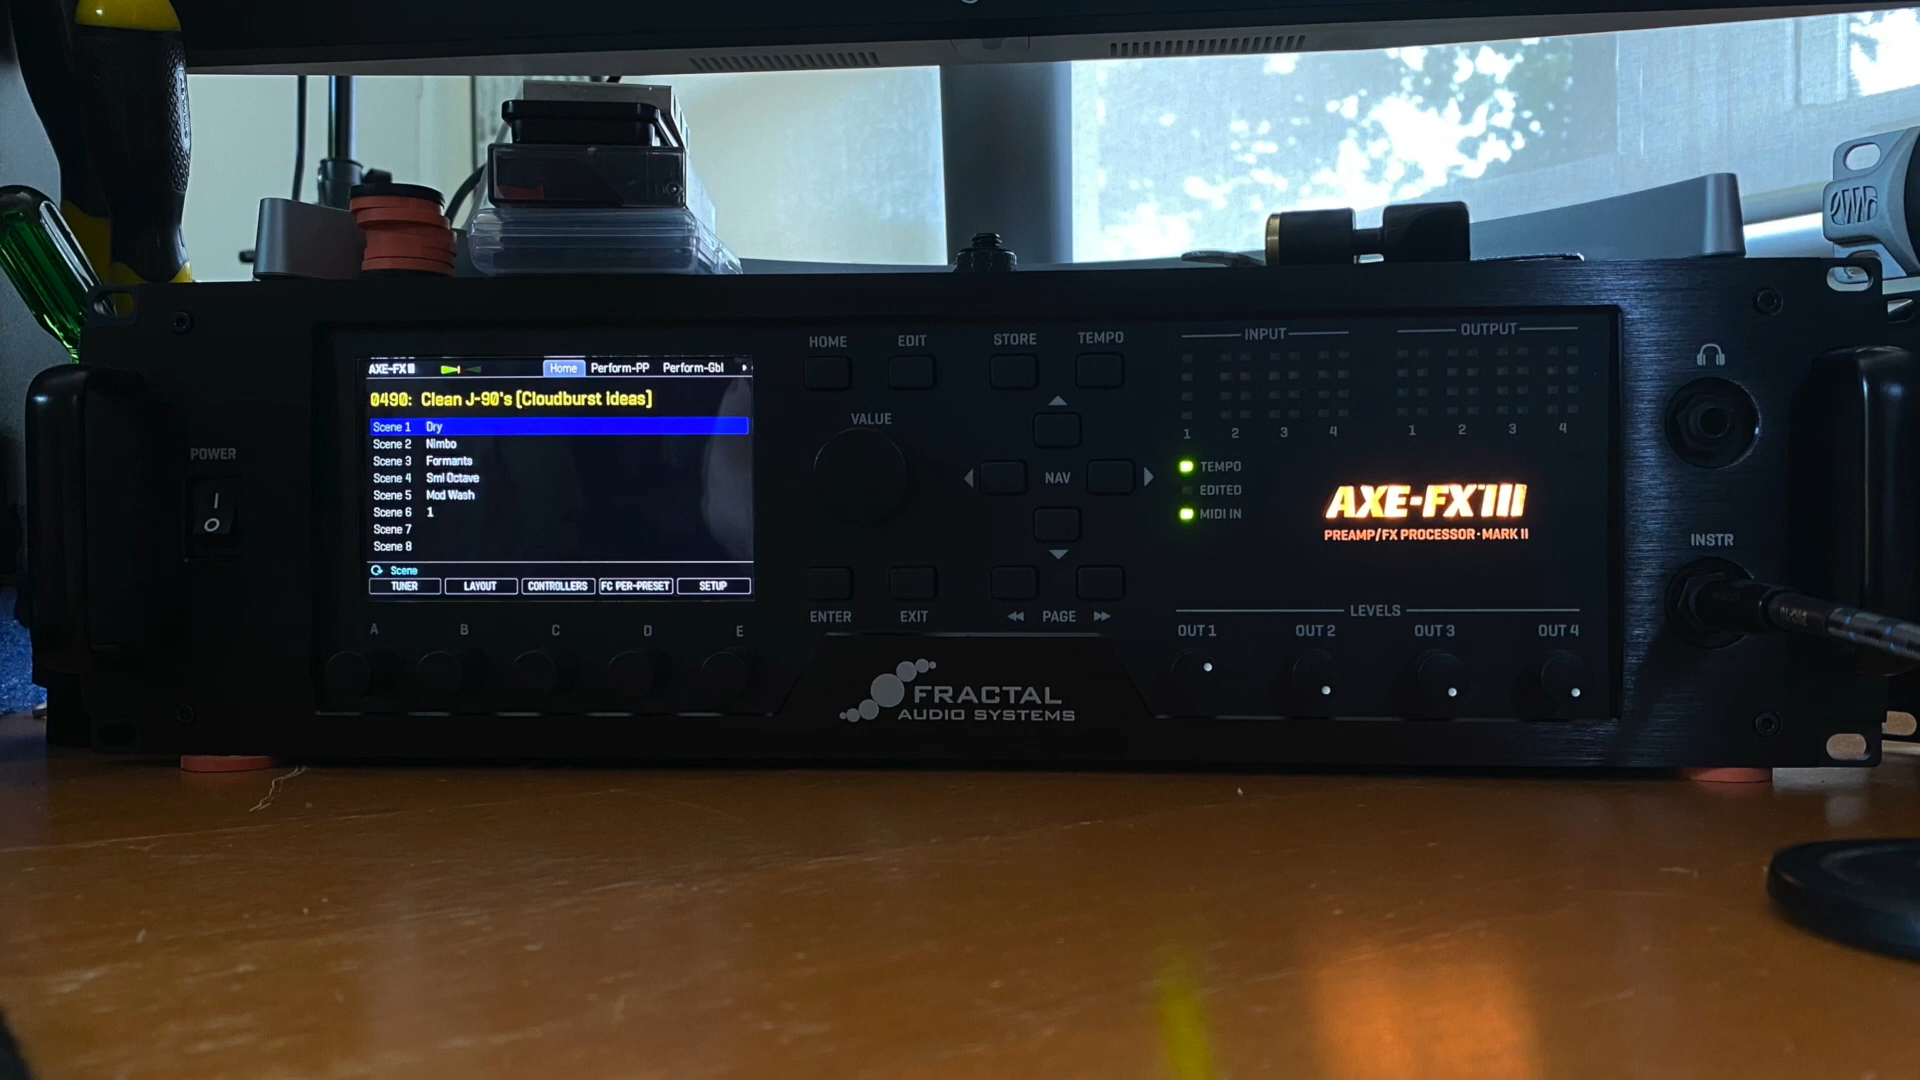 AXE-FX III Home Perform-PP Perform-Gbl
0490: Clean J-90's (Cloudburst Ideas)
Scene 1 Dry
Scene 2 Nimbo
Scene 3 Formants
Scene 4 Sml Octave
Scene 5 Mod Wash
Scene 6 1
Scene 7
Scene 8
Scene
TUNER LAYOUT CONTROLLERS FC PER-PRESET SETUP
A B C D E
POWER
I
O
HOME EDIT STORE TEMPO
VALUE
NAV
ENTER EXIT PAGE
FRACTAL
AUDIO SYSTEMS
INPUT OUTPUT
1 2 3 4 1 2 3 4
TEMPO
EDITED
MIDI IN
AXE-FX III
PREAMP/FX PROCESSOR·MARK II
LEVELS
OUT 1 OUT 2 OUT 3 OUT 4
INSTR